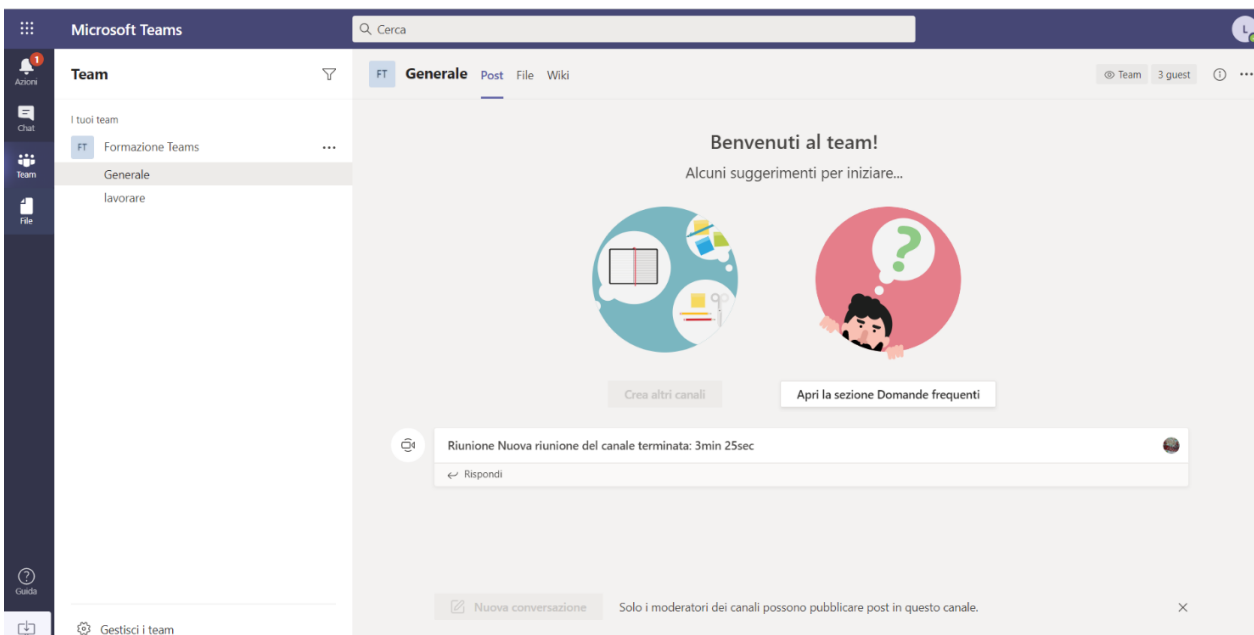 Microsoft Teams
Cerca
L
1
Azioni
Chat
Team
File
Guida
Team
I tuoi team
FT Formazione Teams
Generale
lavorare
Gestisci i team
FT Generale Post File Wiki
Team 3 guest
Benvenuti al team!
Alcuni suggerimenti per iniziare...
?
Crea altri canali
Apri la sezione Domande frequenti
Riunione Nuova riunione del canale terminata: 3min 25sec
Rispondi
Nuova conversazione Solo i moderatori dei canali possono pubblicare post in questo canale.